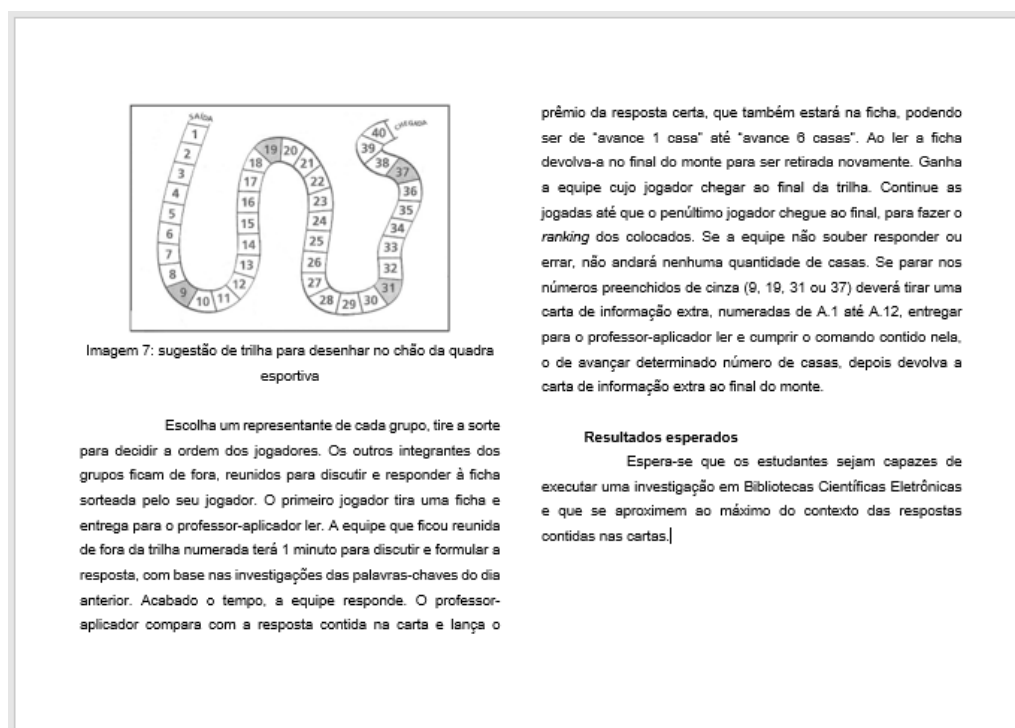 SAÍDA
1
2
3
4
5
6
7
8
9
10
11
12
13
14
15
16
17
18
19
20
21
22
23
24
25
26
27
28
29
30
31
32
33
34
35
36
37
38
39
40
CHEGADA
Imagem 7: sugestão de trilha para desenhar no chão da quadra
esportiva
Escolha um representante de cada grupo, tire a sorte
para decidir a ordem dos jogadores. Os outros integrantes dos
grupos ficam de fora, reunidos para discutir e responder à ficha
sorteada pelo seu jogador. O primeiro jogador tira uma ficha e
entrega para o professor-aplicador ler. A equipe que ficou reunida
de fora da trilha numerada terá 1 minuto para discutir e formular a
resposta, com base nas investigações das palavras-chaves do dia
anterior. Acabado o tempo, a equipe responde. O professor-
aplicador compara com a resposta contida na carta e lança o
prêmio da resposta certa, que também estará na ficha, podendo
ser de “avance 1 casa” até “avance 6 casas”. Ao ler a ficha
devolva-a no final do monte para ser retirada novamente. Ganha
a equipe cujo jogador chegar ao final da trilha. Continue as
jogadas até que o penúltimo jogador chegue ao final, para fazer o
ranking dos colocados. Se a equipe não souber responder ou
errar, não andará nenhuma quantidade de casas. Se parar nos
números preenchidos de cinza (9, 19, 31 ou 37) deverá tirar uma
carta de informação extra, numeradas de A.1 até A.12, entregar
para o professor-aplicador ler e cumprir o comando contido nela,
o de avançar determinado número de casas, depois devolva a
carta de informação extra ao final do monte.
Resultados esperados
Espera-se que os estudantes sejam capazes de
executar uma investigação em Bibliotecas Científicas Eletrônicas
e que se aproximem ao máximo do contexto das respostas
contidas nas cartas.